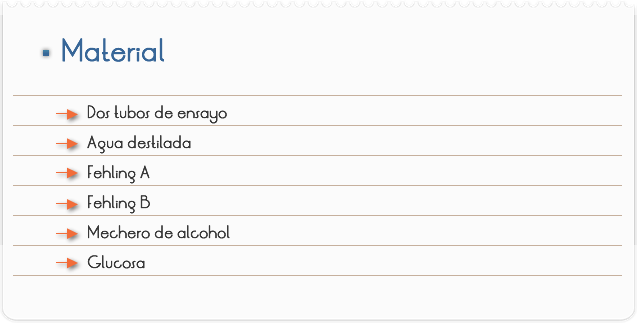 Material
Dos tubos de ensayo
Agua destilada
Fehling A
Fehling B
Mechero de alcohol
Glucosa